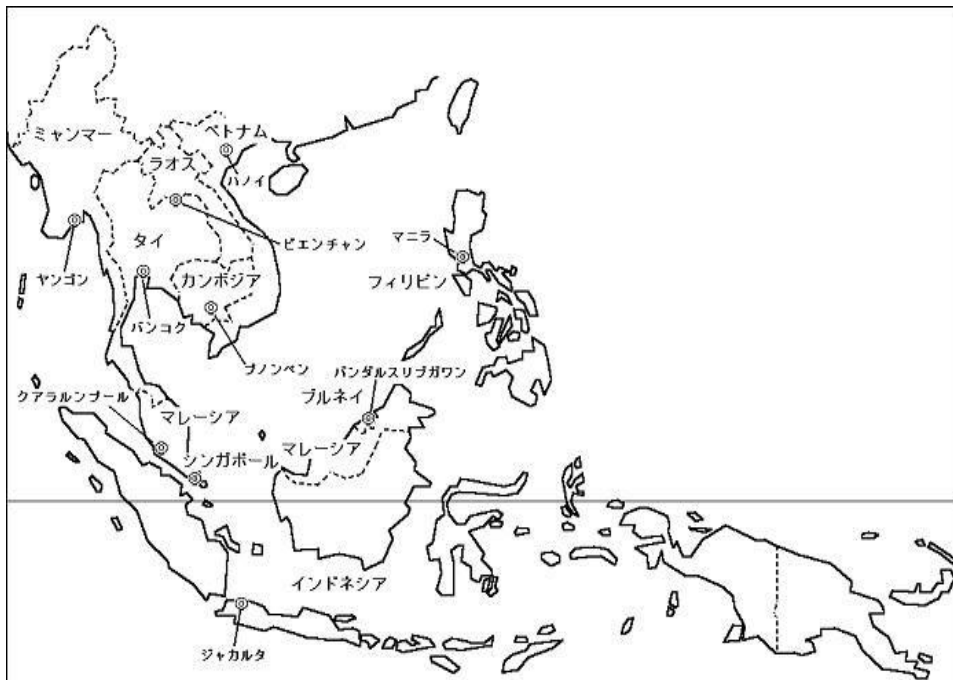 ミャンマー
ベトナム
ラオス
ハノイ
ビエンチャン
タイ
マニラ
ヤンゴン
カンボジア
フィリピン
バンコク
プノンペン
バンダルスリブガワン
クアラルンプール
ブルネイ
マレーシア
マレーシア
シンガポール
インドネシア
ジャカルタ